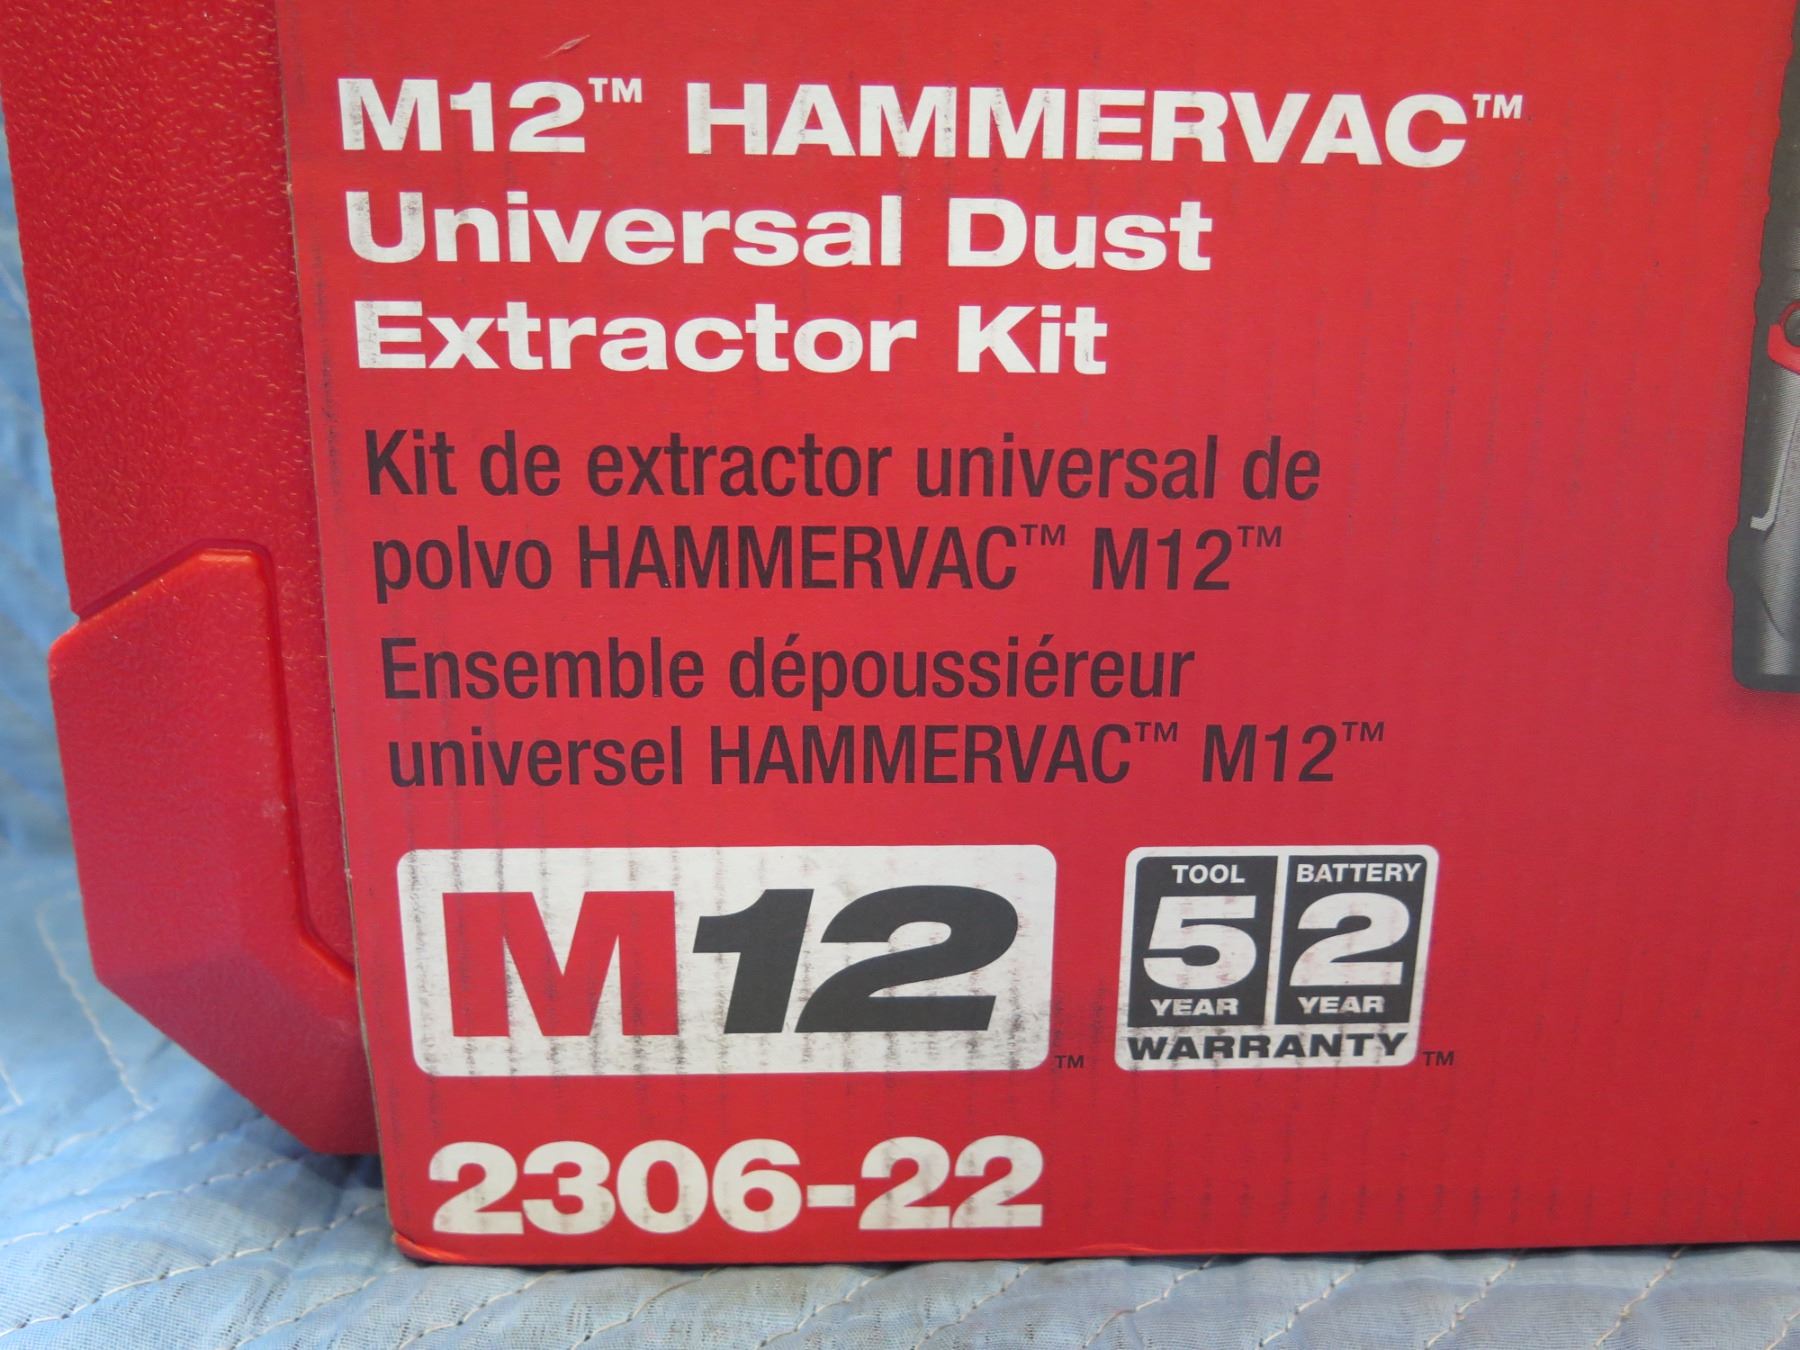 M12™ HAMMERVAC™
Universal Dust
Extractor Kit
Kit de extractor universal de
polvo HAMMERVAC™ M12™
Ensemble dépoussiéreur
universel HAMMERVAC™ M12™
M12™
TOOL BATTERY
5 2
YEAR YEAR
WARRANTY™
2306-22